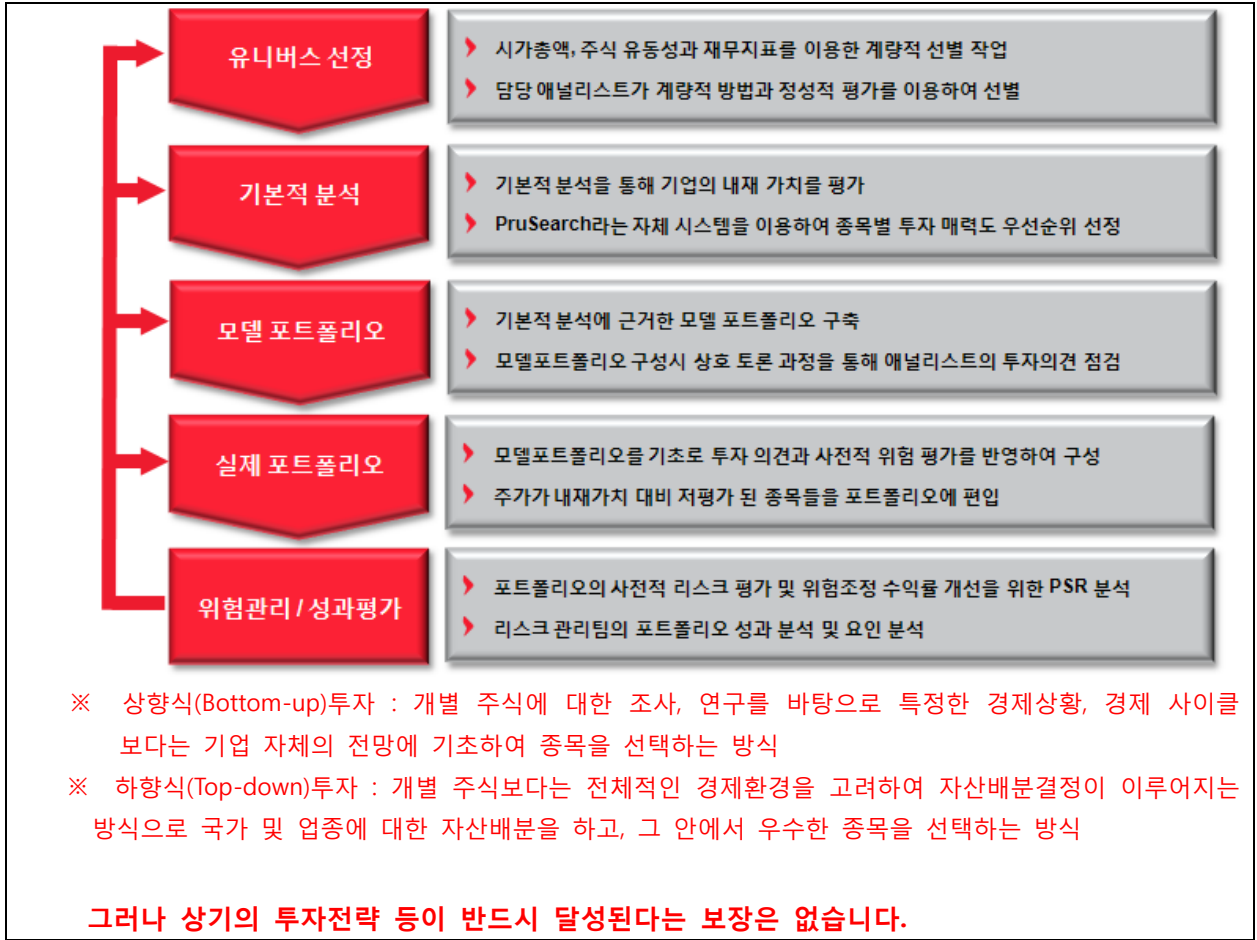 유니버스 선정
시가총액, 주식 유동성과 재무지표를 이용한 계량적 선별 작업
담당 애널리스트가 계량적 방법과 정성적 평가를 이용하여 선별
기본적 분석
기본적 분석을 통해 기업의 내재 가치를 평가
PruSearch라는 자체 시스템을 이용하여 종목별 투자 매력도 우선순위 선정
모델 포트폴리오
기본적 분석에 근거한 모델 포트폴리오 구축
모델포트폴리오 구성시 상호 토론 과정을 통해 애널리스트의 투자의견 점검
실제 포트폴리오
모델포트폴리오를 기초로 투자 의견과 사전적 위험 평가를 반영하여 구성
주가가 내재가치 대비 저평가 된 종목들을 포트폴리오에 편입
위험관리 / 성과평가
포트폴리오의 사전적 리스크 평가 및 위험조정 수익률 개선을 위한 PSR 분석
리스크 관리팀의 포트폴리오 성과 분석 및 요인 분석
※ 상향식(Bottom-up)투자 : 개별 주식에 대한 조사, 연구를 바탕으로 특정한 경제상황, 경제 사이클
보다는 기업 자체의 전망에 기초하여 종목을 선택하는 방식
※ 하향식(Top-down)투자 : 개별 주식보다는 전체적인 경제환경을 고려하여 자산배분결정이 이루어지는
방식으로 국가 및 업종에 대한 자산배분을 하고, 그 안에서 우수한 종목을 선택하는 방식
그러나 상기의 투자전략 등이 반드시 달성된다는 보장은 없습니다.